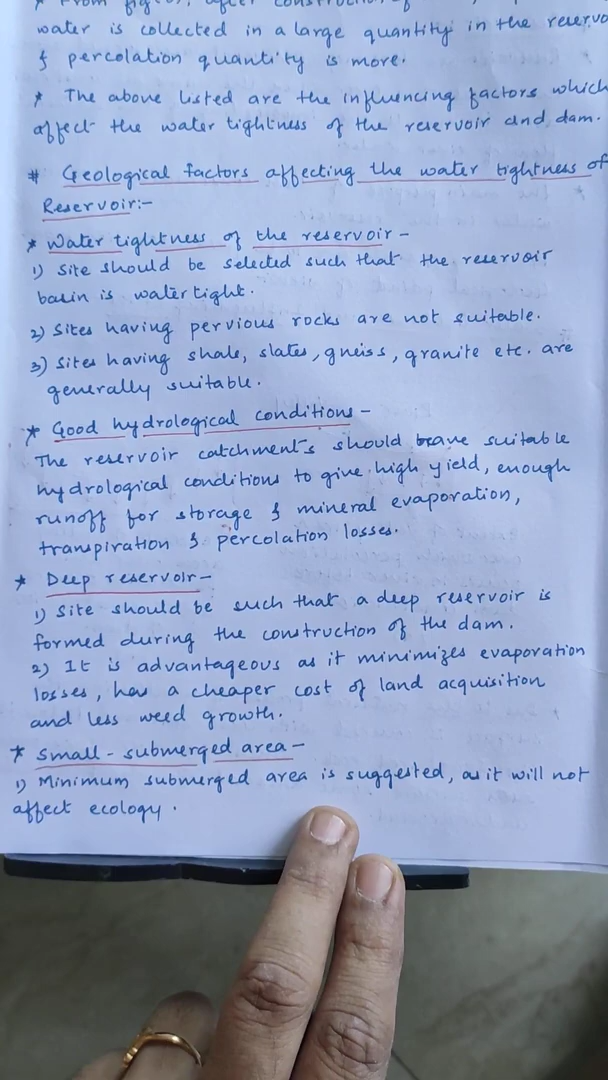 * From fig(c), after construction of
water is collected in a large quantity in the reservo
& percolation quantity is more.
* The above listed are the influencing factors which
affect the water tightness of the reservoir and dam.
# Geological factors affecting the water tightness of
Reservoir:-
* Water tightness of the reservoir -
1) Site should be selected such that the reservoir
basin is watertight.
2) Sites having pervious rocks are not suitable.
3) Sites having shale, slates, gneiss, granite etc. are
generally suitable.
* Good hydrological conditions -
The reservoir catchment's should have suitable
hydrological conditions to give high yield, enough
runoff for storage & mineral evaporation,
transpiration & percolation losses.
* Deep reservoir -
1) Site should be such that a deep reservoir is
formed during the construction of the dam.
2) It is advantageous as it minimizes evaporation
losses, has a cheaper cost of land acquisition
and less weed growth.
* Small-submerged area -
1) Minimum submerged area is suggested, as it will not
affect ecology.